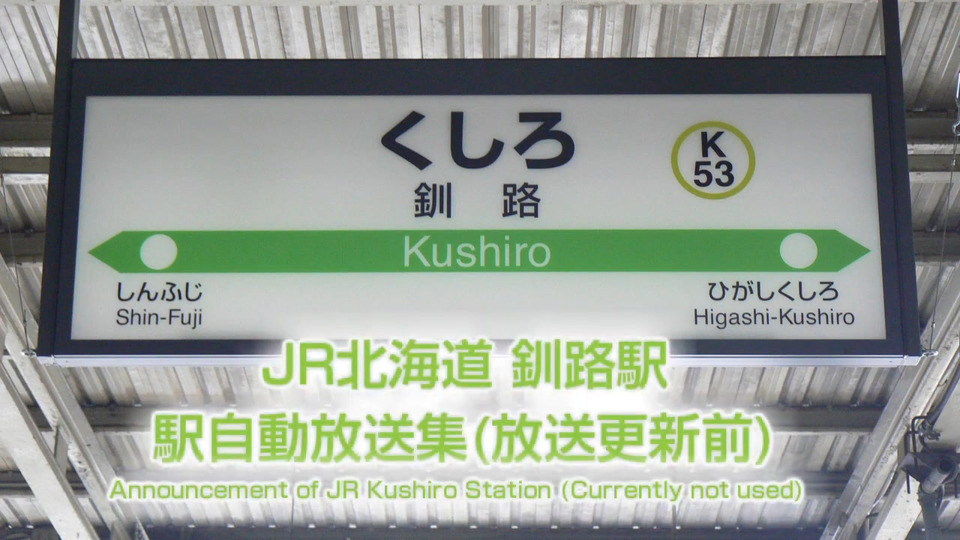 くしろ
釧路
K
53
Kushiro
しんふじ
Shin-Fuji
ひがしくしろ
Higashi-Kushiro
JR北海道 釧路駅
駅自動放送集(放送更新前)
Announcement of JR Kushiro Station (Currently not used)